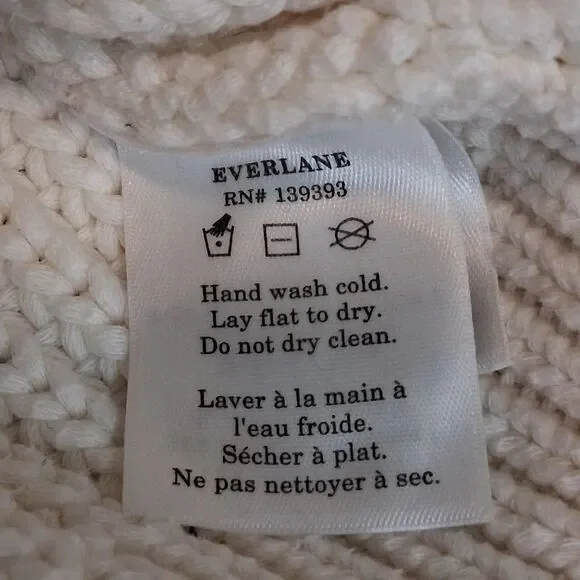 EVERLANE
RN# 139393
Hand wash cold.
Lay flat to dry.
Do not dry clean.
Laver à la main à
l'eau froide.
Sécher à plat.
Ne pas nettoyer à sec.